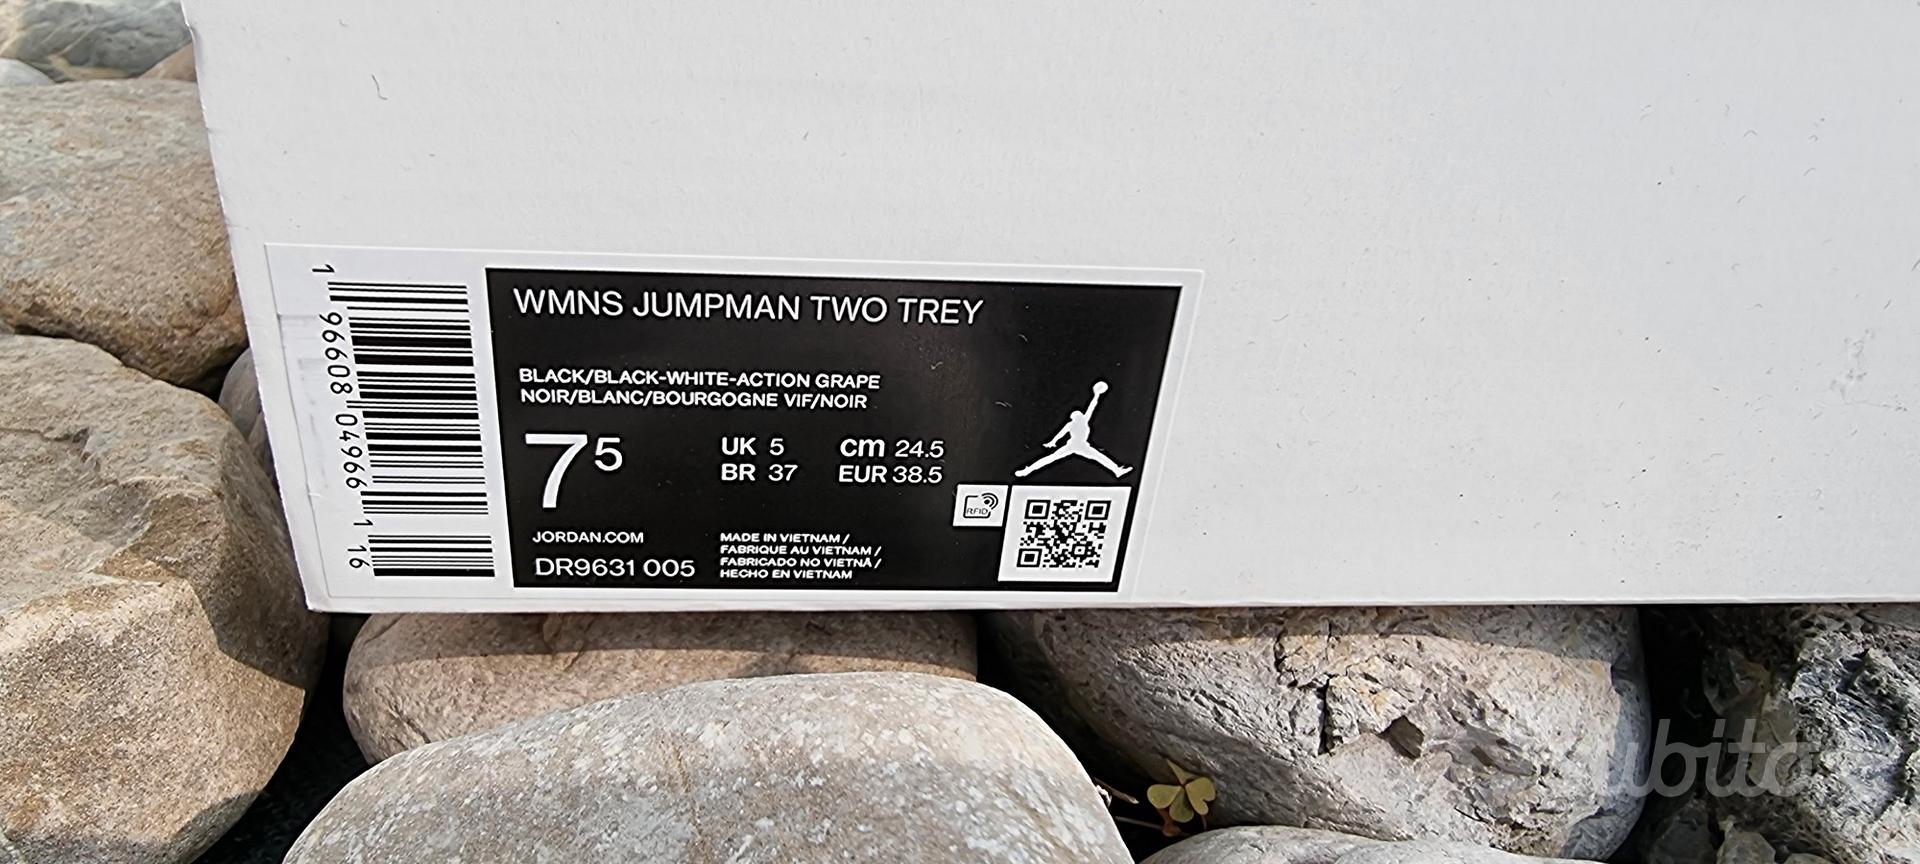 WMNS JUMPMAN TWO TREY
BLACK/BLACK-WHITE-ACTION GRAPE
NOIR/BLANC/BOURGOGNE VIF/NOIR
7 5
UK 5
BR 37
cm 24.5
EUR 38.5
RFID
JORDAN.COM
DR9631 005
MADE IN VIETNAM /
FABRIQUE AU VIETNAM /
FABRICADO NO VIETNÃ /
HECHO EN VIETNAM
1 96608 04966 1 16
subito